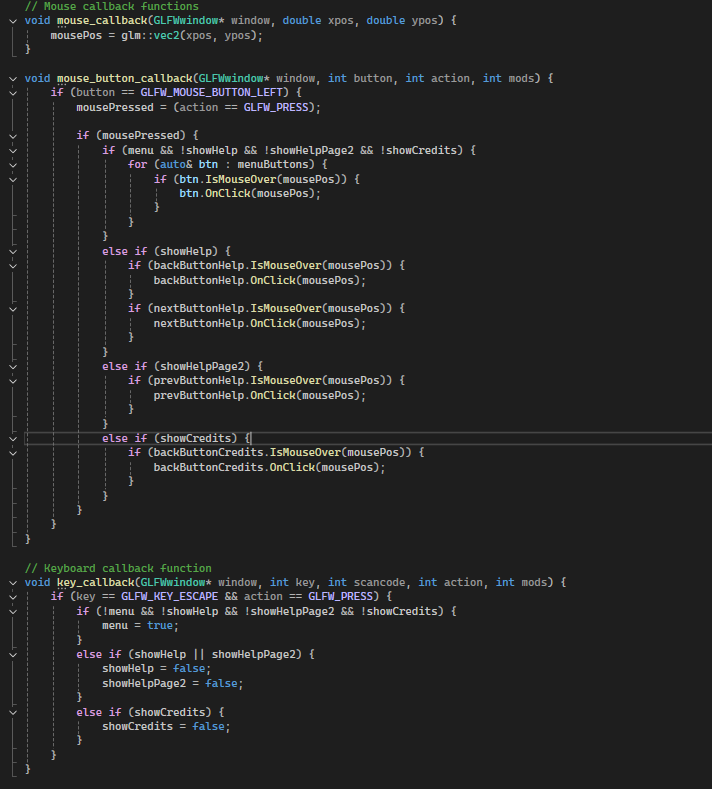 // Mouse callback functions
void mouse_callback(GLFWwindow* window, double xpos, double ypos) {
    mousePos = glm::vec2(xpos, ypos);
}

void mouse_button_callback(GLFWwindow* window, int button, int action, int mods) {
    if (button == GLFW_MOUSE_BUTTON_LEFT) {
        mousePressed = (action == GLFW_PRESS);

        if (mousePressed) {
            if (menu && !showHelp && !showHelpPage2 && !showCredits) {
                for (auto& btn : menuButtons) {
                    if (btn.IsMouseOver(mousePos)) {
                        btn.OnClick(mousePos);
                    }
                }
            }
            else if (showHelp) {
                if (backButtonHelp.IsMouseOver(mousePos)) {
                    backButtonHelp.OnClick(mousePos);
                }
                if (nextButtonHelp.IsMouseOver(mousePos)) {
                    nextButtonHelp.OnClick(mousePos);
                }
            }
            else if (showHelpPage2) {
                if (prevButtonHelp.IsMouseOver(mousePos)) {
                    prevButtonHelp.OnClick(mousePos);
                }
            }
            else if (showCredits) {
                if (backButtonCredits.IsMouseOver(mousePos)) {
                    backButtonCredits.OnClick(mousePos);
                }
            }
        }
    }
}

// Keyboard callback function
void key_callback(GLFWwindow* window, int key, int scancode, int action, int mods) {
    if (key == GLFW_KEY_ESCAPE && action == GLFW_PRESS) {
        if (!menu && !showHelp && !showHelpPage2 && !showCredits) {
            menu = true;
        }
        else if (showHelp || showHelpPage2) {
            showHelp = false;
            showHelpPage2 = false;
        }
        else if (showCredits) {
            showCredits = false;
        }
    }
}